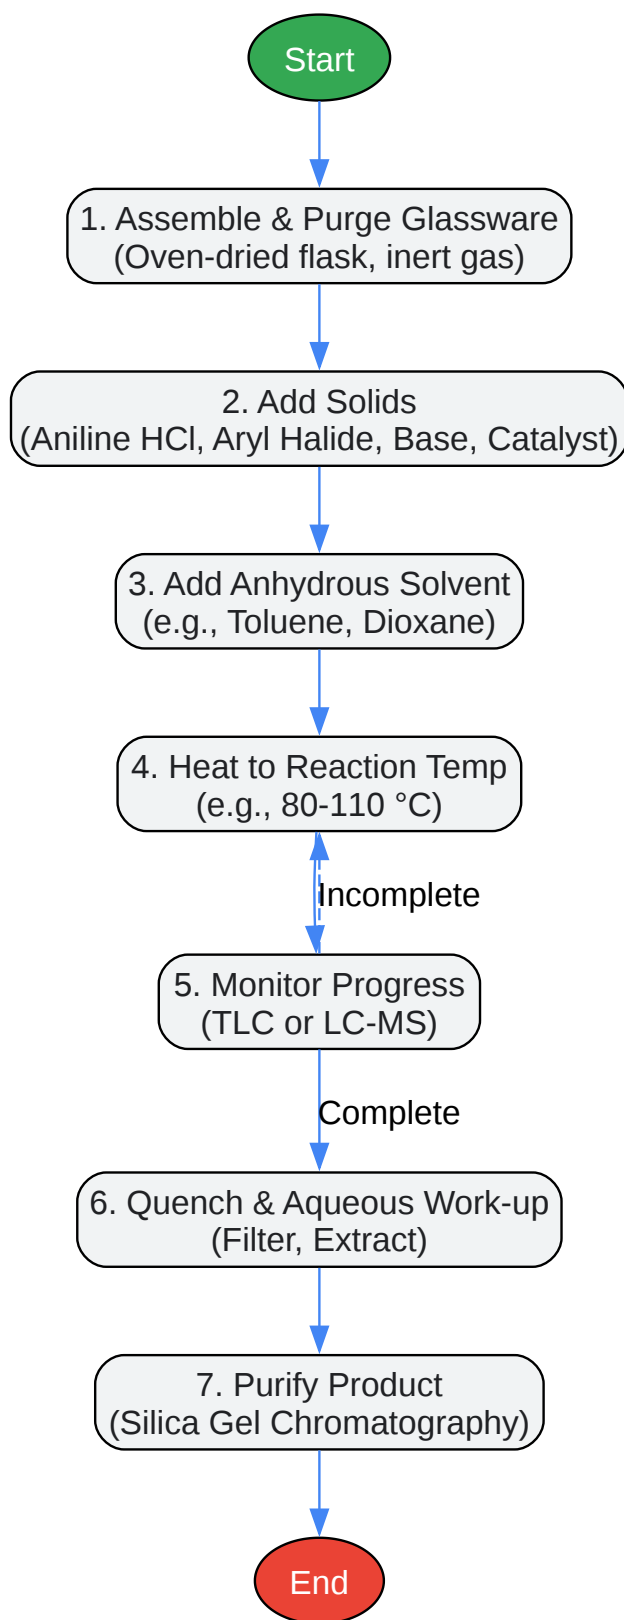 Start
1. Assemble & Purge Glassware
(Oven-dried flask, inert gas)
2. Add Solids
(Aniline HCl, Aryl Halide, Base, Catalyst)
3. Add Anhydrous Solvent
(e.g., Toluene, Dioxane)
4. Heat to Reaction Temp
(e.g., 80-110 °C)
Incomplete
5. Monitor Progress
(TLC or LC-MS)
Complete
6. Quench & Aqueous Work-up
(Filter, Extract)
7. Purify Product
(Silica Gel Chromatography)
End